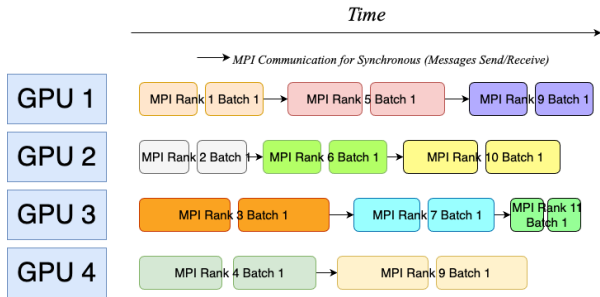 Time
MPI Communication for Synchronous (Messages Send/Receive)
GPU 1
MPI Rank 1 Batch 1
MPI Rank 5 Batch 1
MPI Rank 9 Batch 1
GPU 2
MPI Rank 2 Batch 1
MPI Rank 6 Batch 1
MPI Rank 10 Batch 1
GPU 3
MPI Rank 3 Batch 1
MPI Rank 7 Batch 1
MPI Rank 11
Batch 1
GPU 4
MPI Rank 4 Batch 1
MPI Rank 9 Batch 1